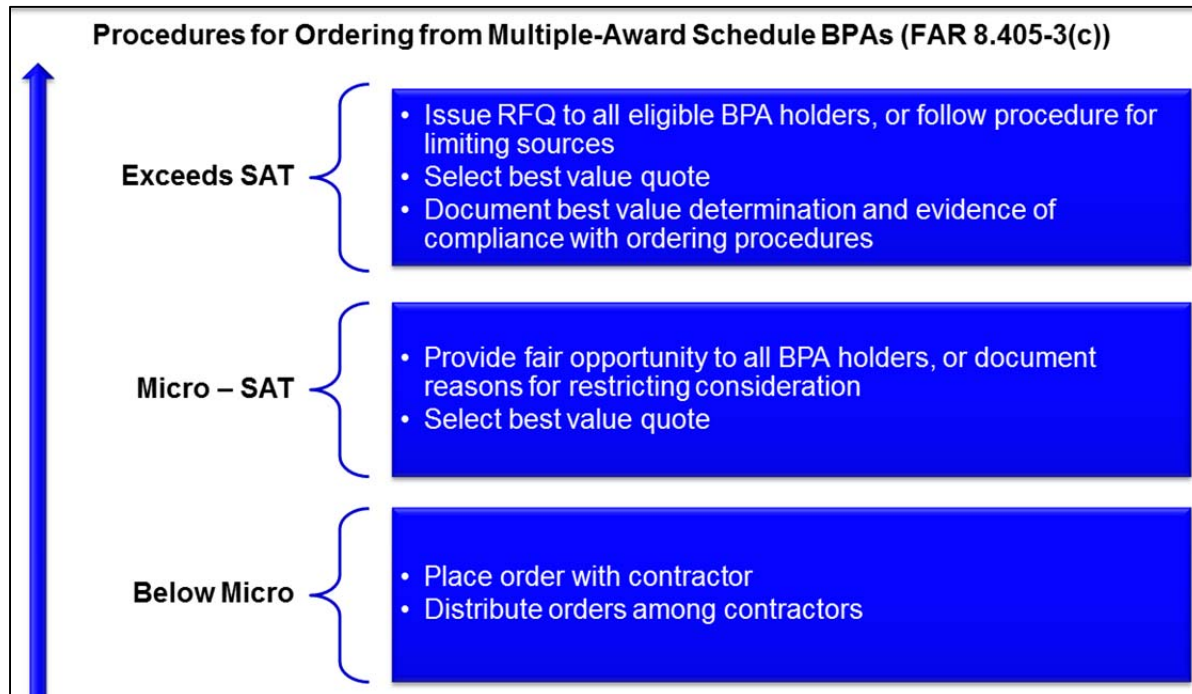 Procedures for Ordering from Multiple-Award Schedule BPAs (FAR 8.405-3(c))
Exceeds SAT
• Issue RFQ to all eligible BPA holders, or follow procedure for
limiting sources
• Select best value quote
• Document best value determination and evidence of
compliance with ordering procedures
Micro – SAT
• Provide fair opportunity to all BPA holders, or document
reasons for restricting consideration
• Select best value quote
Below Micro
• Place order with contractor
• Distribute orders among contractors